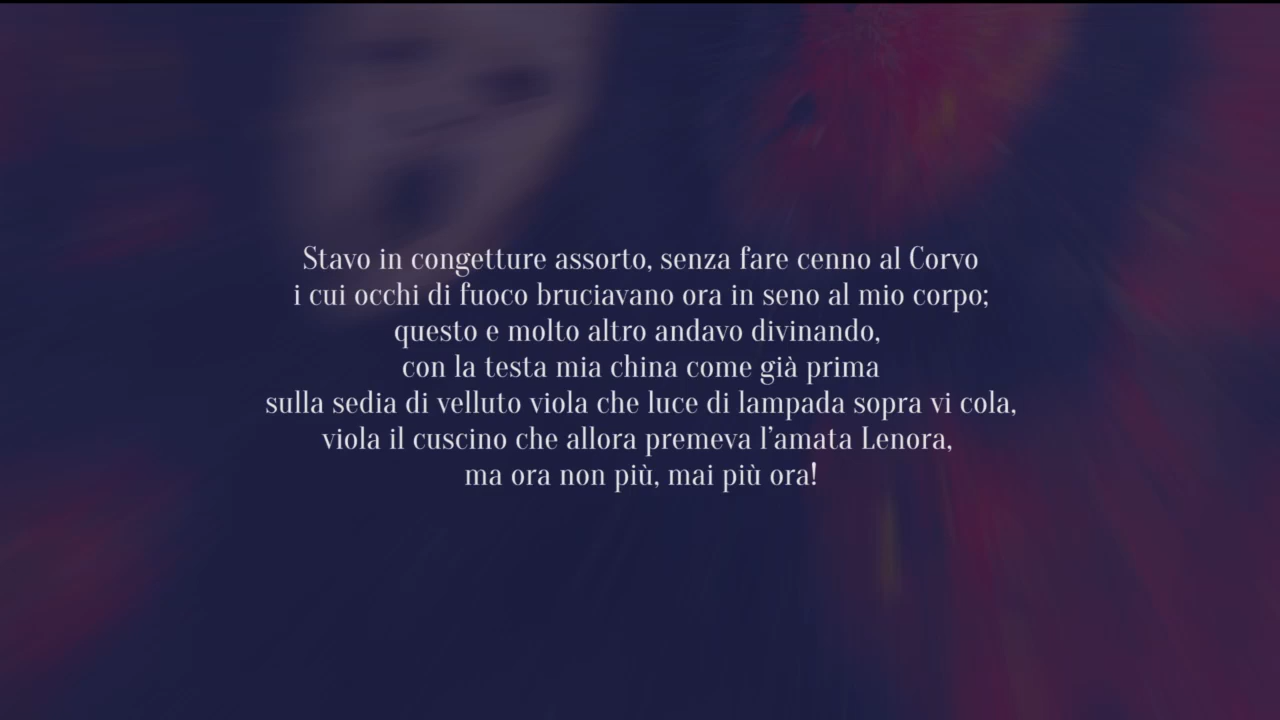 Stavo in congetture assorto, senza fare cenno al Corvo
i cui occhi di fuoco bruciavano ora in seno al mio corpo;
questo e molto altro andavo divinando,
con la testa mia china come già prima
sulla sedia di velluto viola che luce di lampada sopra vi cola,
viola il cuscino che allora premeva l’amata Lenora,
ma ora non più, mai più ora!